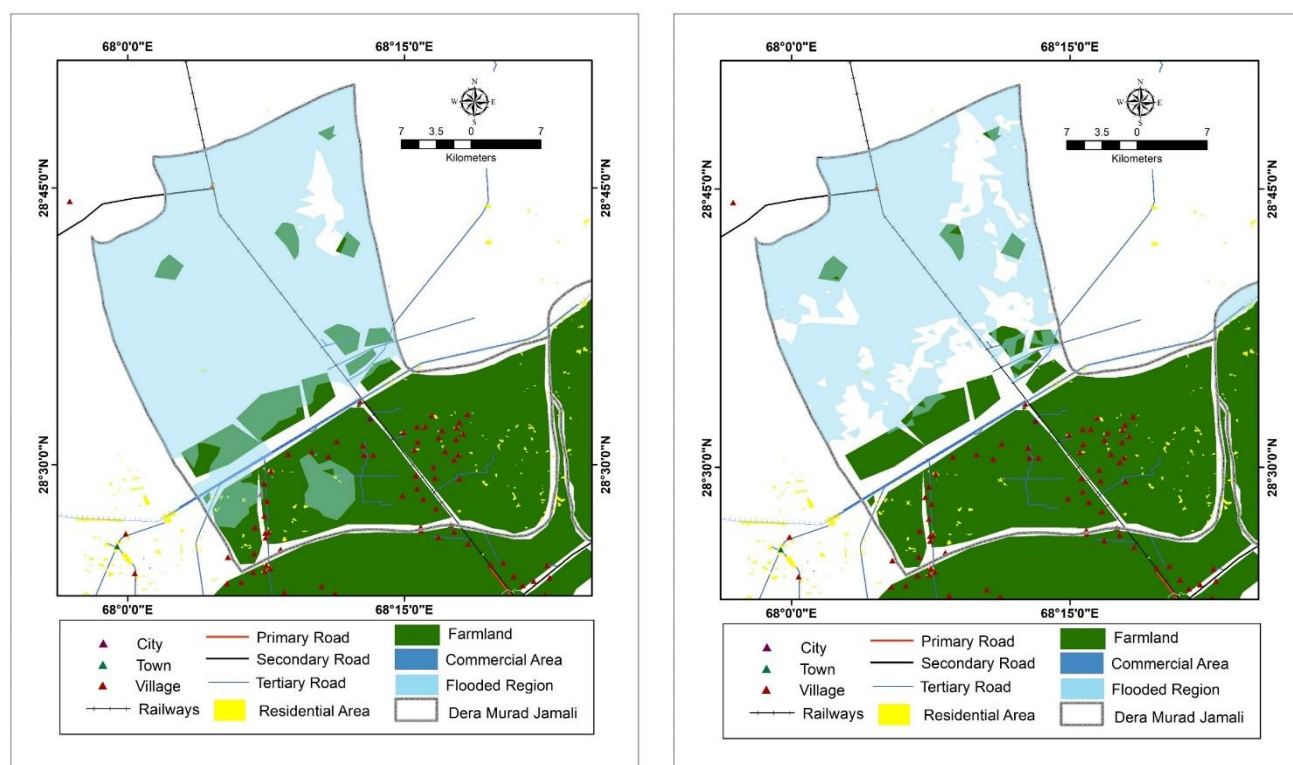 68°0'0"E 68°15'0"E
N
W E
S
7 3.5 0 7
Kilometers
28°45'0"N 28°45'0"N
28°30'0"N 28°30'0"N
68°0'0"E 68°15'0"E
City
Town
Village
Railways
Primary Road
Secondary Road
Tertiary Road
Residential Area
Farmland
Commercial Area
Flooded Region
Dera Murad Jamali
68°0'0"E 68°15'0"E
N
W E
S
7 3.5 0 7
Kilometers
28°45'0"N 28°45'0"N
28°30'0"N 28°30'0"N
68°0'0"E 68°15'0"E
City
Town
Village
Railways
Primary Road
Secondary Road
Tertiary Road
Residential Area
Farmland
Commercial Area
Flooded Region
Dera Murad Jamali